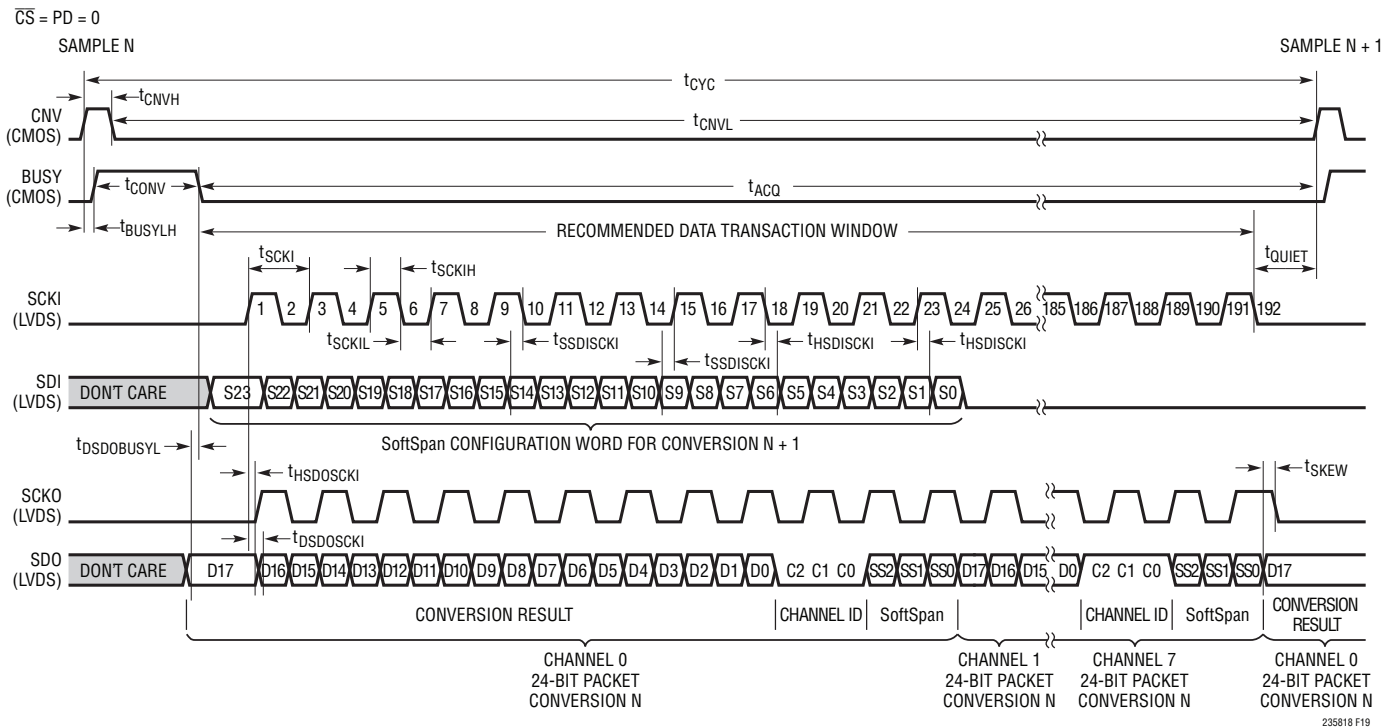 CS = PD = 0
SAMPLE N
SAMPLE N + 1
tCYC
tCNVH
CNV
(CMOS)
tCNVL
BUSY
(CMOS)
tCONV
tACQ
tBUSYLH
RECOMMENDED DATA TRANSACTION WINDOW
tSCKI
tSCKIH
tQUIET
SCKI
(LVDS)
1 2 3 4 5 6 7 8 9 10 11 12 13 14 15 16 17 18 19 20 21 22 23 24 25 26 185 186 187 188 189 190 191 192
tSCKIL
tSSDISCKI
tSSDISCKI
tHSDISCKI
tHSDISCKI
SDI
(LVDS)
DON'T CARE S23 S22 S21 S20 S19 S18 S17 S16 S15 S14 S13 S12 S11 S10 S9 S8 S7 S6 S5 S4 S3 S2 S1 S0
SoftSpan CONFIGURATION WORD FOR CONVERSION N + 1
tDSDOBUSYL
tHSDOSCKI
tSKEW
SCKO
(LVDS)
tDSDOSCKI
SDO
(LVDS)
DON'T CARE D17 D16 D15 D14 D13 D12 D11 D10 D9 D8 D7 D6 D5 D4 D3 D2 D1 D0 C2 C1 C0 SS2 SS1 SS0 D17 D16 D15 D0 C2 C1 C0 SS2 SS1 SS0 D17
CONVERSION RESULT
CHANNEL ID
SoftSpan
CHANNEL ID
SoftSpan
CONVERSION
RESULT
CHANNEL 0
24-BIT PACKET
CONVERSION N
CHANNEL 1
24-BIT PACKET
CONVERSION N
CHANNEL 7
24-BIT PACKET
CONVERSION N
CHANNEL 0
24-BIT PACKET
CONVERSION N
235818 F19